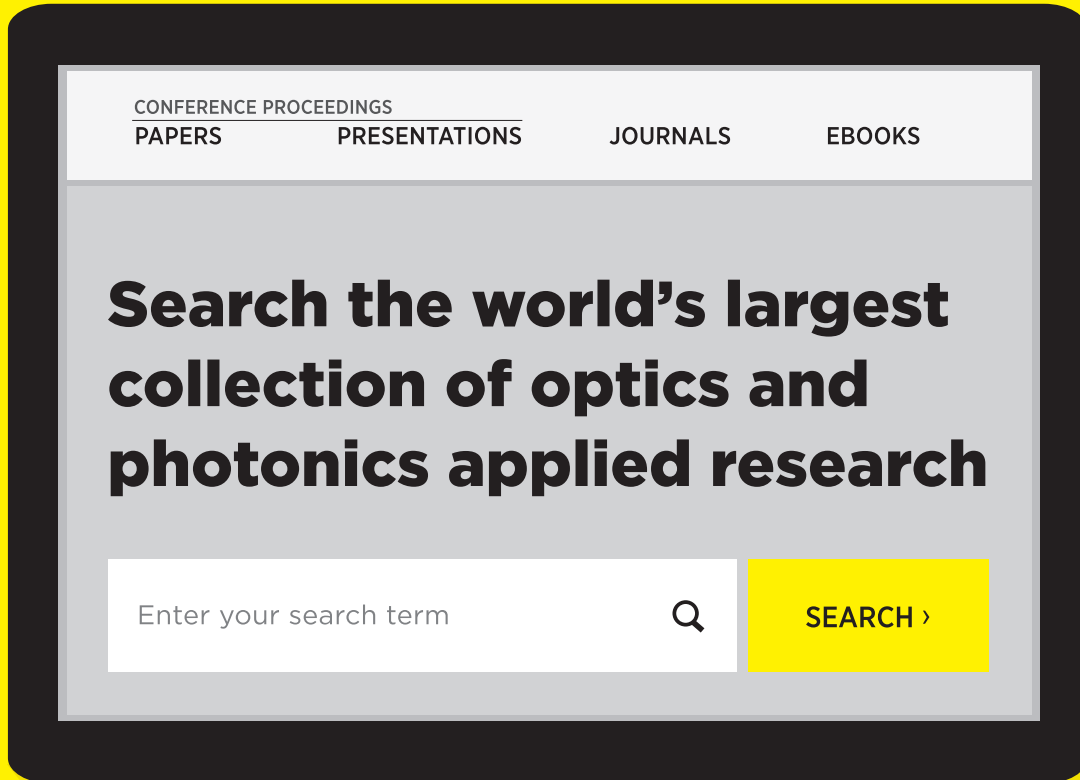 CONFERENCE PROCEEDINGS
PAPERS PRESENTATIONS JOURNALS EBOOKS
Search the world’s largest
collection of optics and
photonics applied research
Enter your search term SEARCH ›